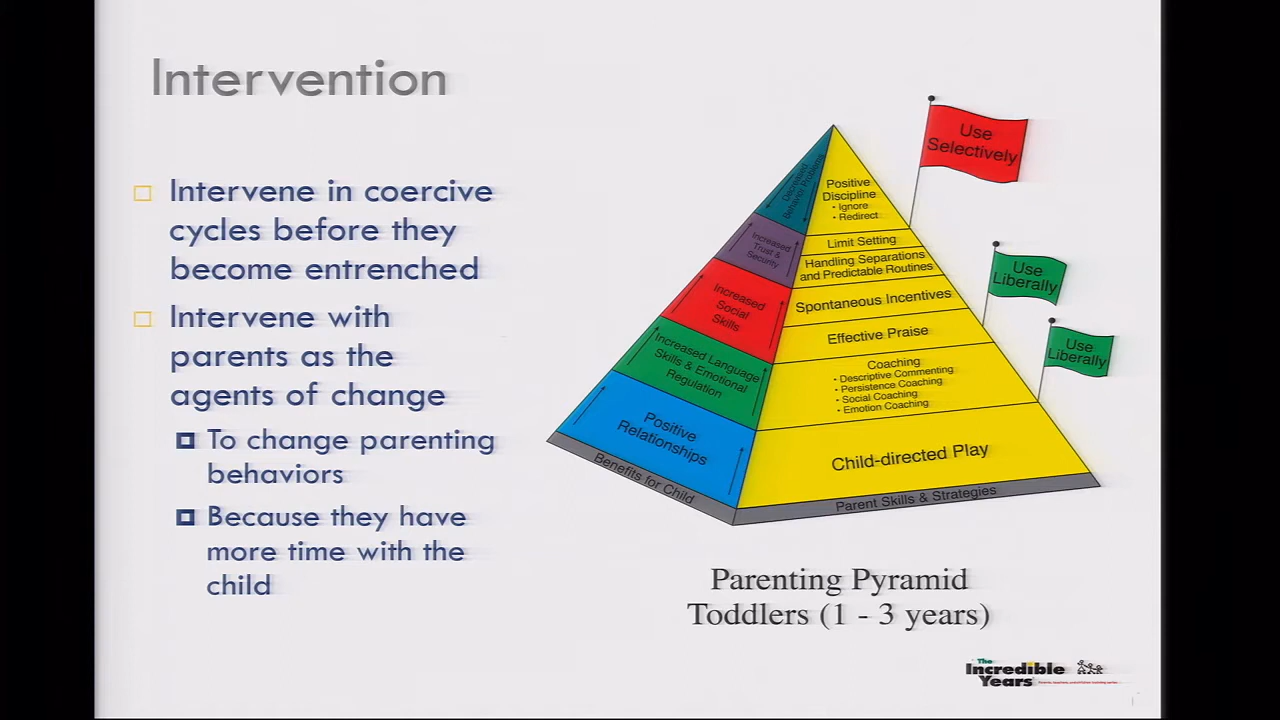 Intervention
Intervene in coercive
cycles before they
become entrenched
Intervene with
parents as the
agents of change
To change parenting
behaviors
Because they have
more time with the
child
Use
Selectively
Use
Liberally
Use
Liberally
Decreased
Behavior Problems
Increased
Trust &
Security
Increased
Social
Skills
Increased Language
Skills & Emotional
Regulation
Positive
Relationships
Benefits for Child
Positive
Discipline
• Ignore
• Redirect
Limit Setting
Handling Separations
and Predictable Routines
Spontaneous Incentives
Effective Praise
Coaching
• Descriptive Commenting
• Persistence Coaching
• Social Coaching
• Emotion Coaching
Child-directed Play
Parent Skills & Strategies
Parenting Pyramid
Toddlers (1 - 3 years)
The
Incredible
Years